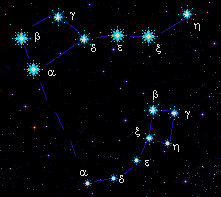 γ η
β
δ ε ξ
α
β
γ
ξ
η
ε
α δ